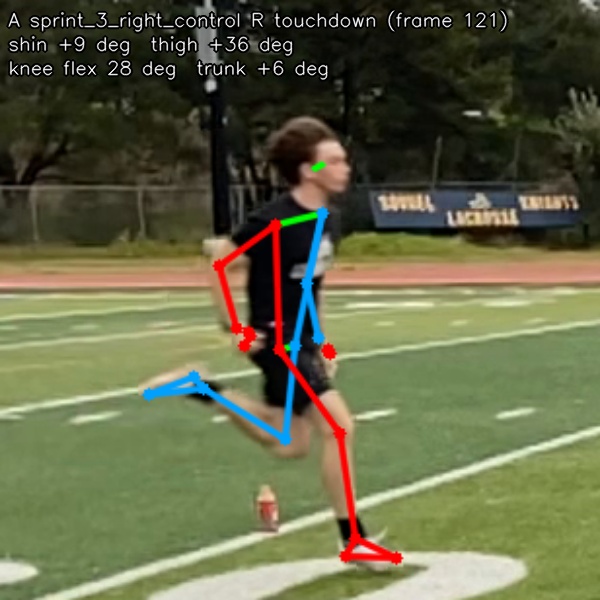 A sprint_3_right_control R touchdown (frame 121)
shin +9 deg  thigh +36 deg
knee flex 28 deg  trunk +6 deg
KNIGHTS
LACROSSE